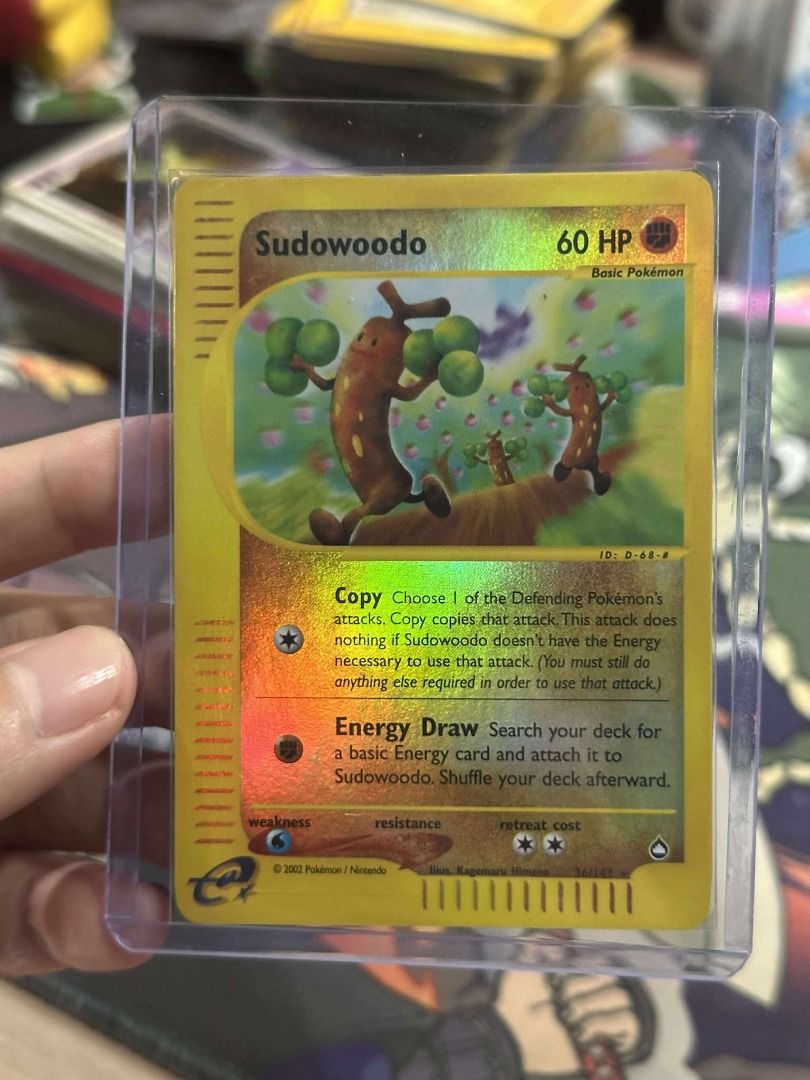 Sudowoodo 60 HP
Basic Pokémon
ID: D-68-#
Copy Choose 1 of the Defending Pokémon's
attacks. Copy copies that attack. This attack does
nothing if Sudowoodo doesn't have the Energy
necessary to use that attack. (You must still do
anything else required in order to use that attack.)
Energy Draw Search your deck for
a basic Energy card and attach it to
Sudowoodo. Shuffle your deck afterward.
weakness resistance retreat cost
© 2002 Pokémon / Nintendo Illus. Kagemaru Himeno 36/147
e